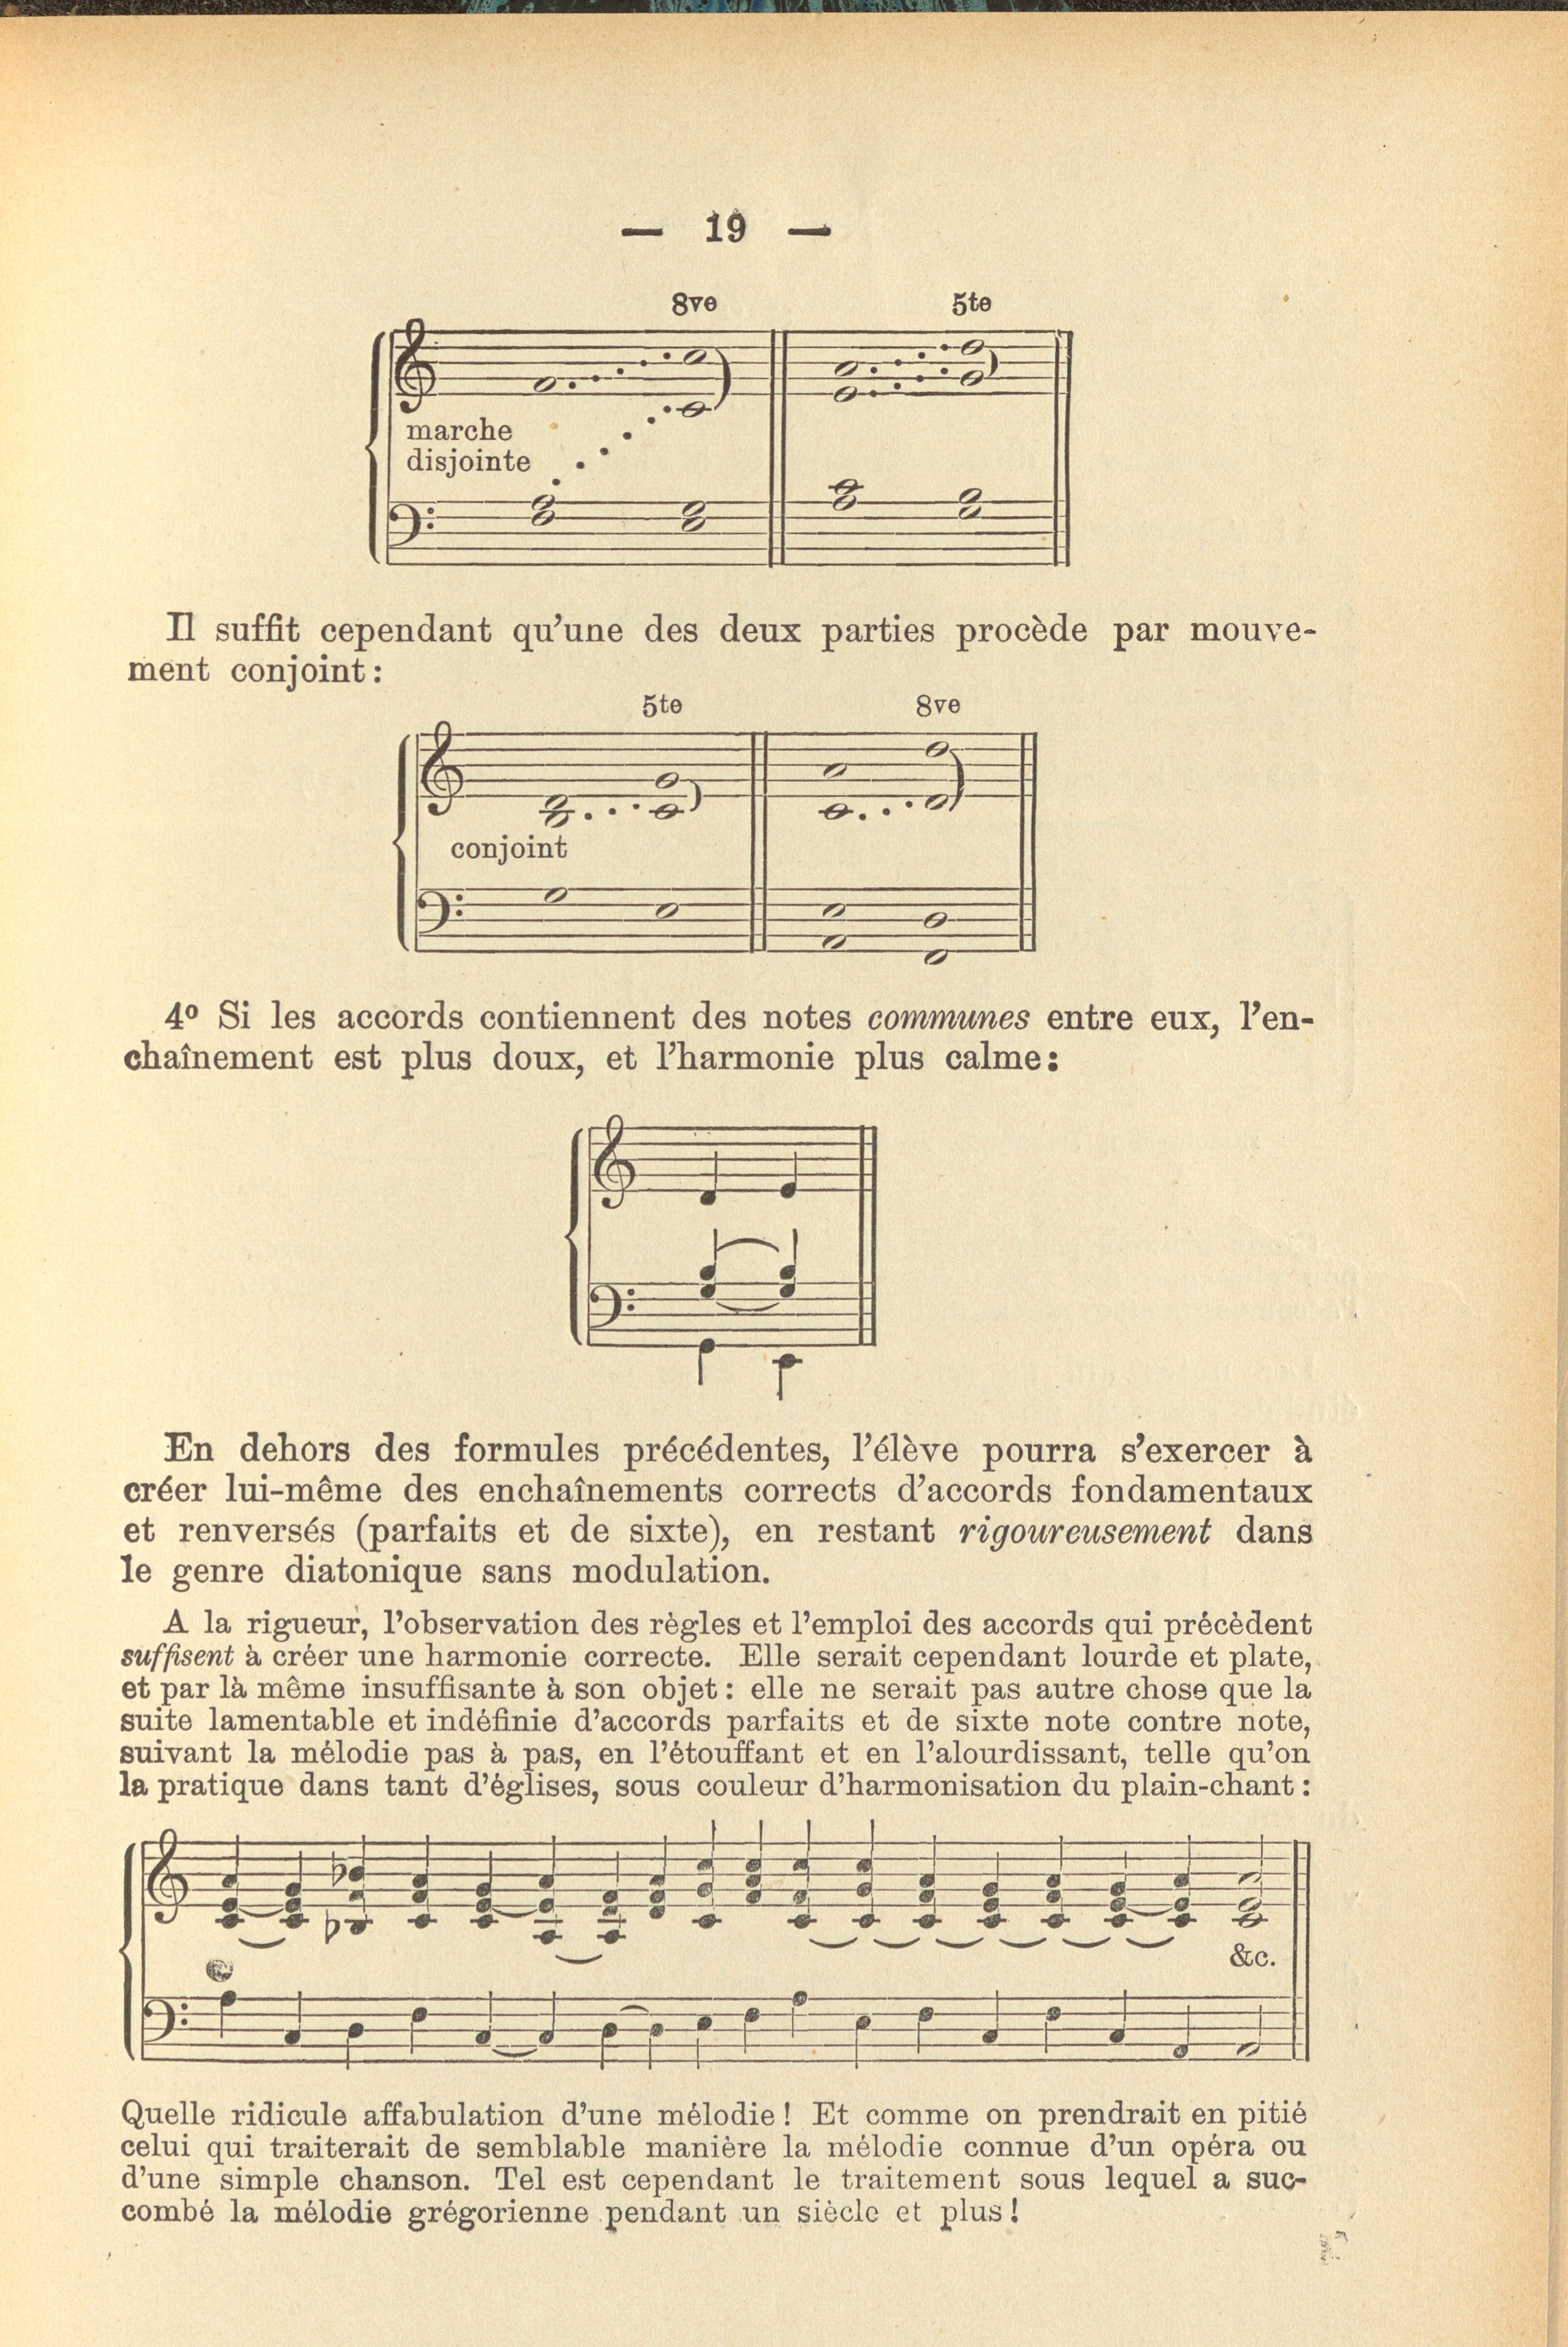 — 19 —
8ve 5te
marche
disjointe
Il suffit cependant qu'une des deux parties procède par mouve-
ment conjoint:
5te 8ve
conjoint
4º Si les accords contiennent des notes communes entre eux, l'en-
chaînement est plus doux, et l'harmonie plus calme:
En dehors des formules précédentes, l'élève pourra s'exercer à
créer lui-même des enchaînements corrects d'accords fondamentaux
et renversés (parfaits et de sixte), en restant rigoureusement dans
le genre diatonique sans modulation.
A la rigueur, l'observation des règles et l'emploi des accords qui précèdent
suffisent à créer une harmonie correcte. Elle serait cependant lourde et plate,
et par là même insuffisante à son objet: elle ne serait pas autre chose que la
suite lamentable et indéfinie d'accords parfaits et de sixte note contre note,
suivant la mélodie pas à pas, en l'étouffant et en l'alourdissant, telle qu'on
la pratique dans tant d'églises, sous couleur d'harmonisation du plain-chant:
&c.
Quelle ridicule affabulation d'une mélodie! Et comme on prendrait en pitié
celui qui traiterait de semblable manière la mélodie connue d'un opéra ou
d'une simple chanson. Tel est cependant le traitement sous lequel a suc-
combé la mélodie grégorienne pendant un siècle et plus!